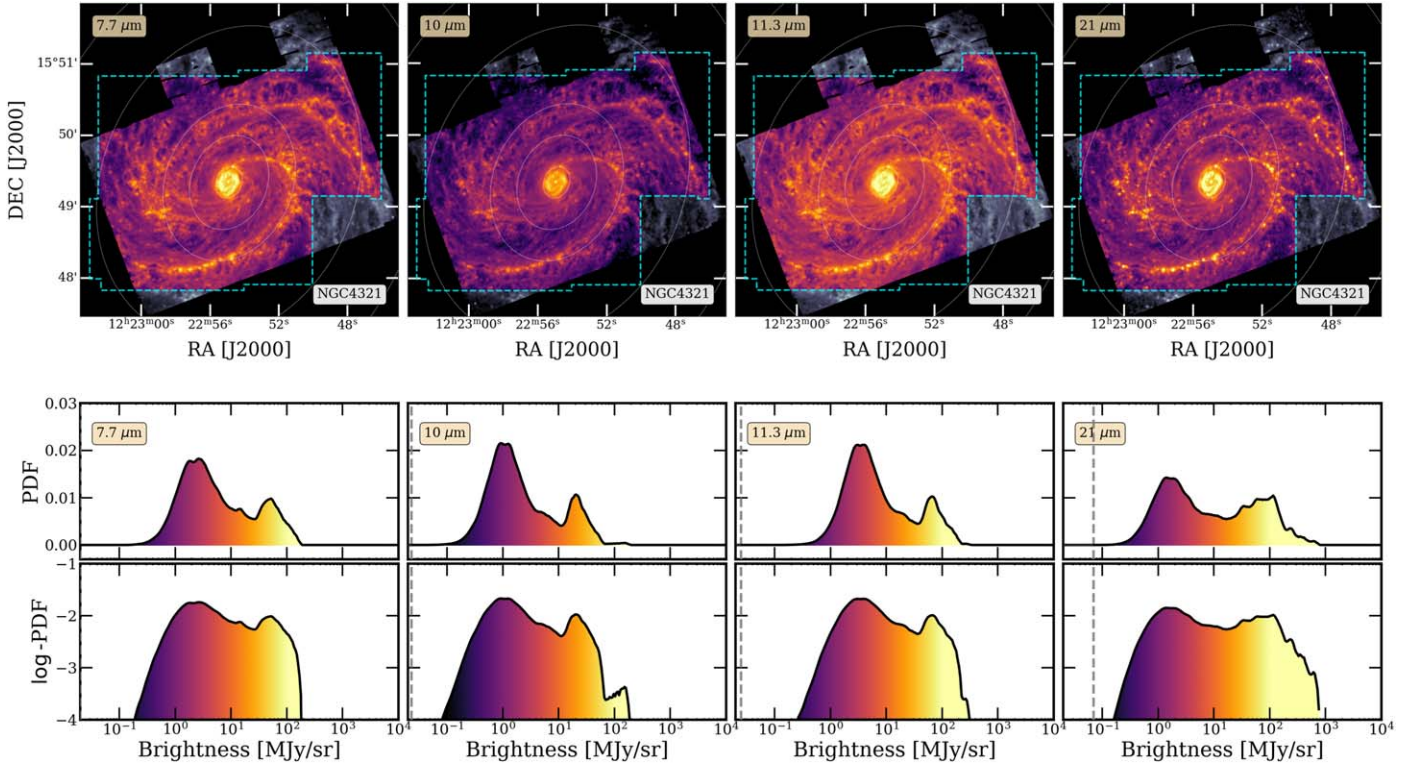 7.7 μm
10 μm
11.3 μm
21 μm
DEC [J2000]
15°51'
50'
49'
48'
NGC4321
NGC4321
NGC4321
NGC4321
12ʰ23ᵐ00ˢ 22ᵐ56ˢ 52ˢ 48ˢ
12ʰ23ᵐ00ˢ 22ᵐ56ˢ 52ˢ 48ˢ
12ʰ23ᵐ00ˢ 22ᵐ56ˢ 52ˢ 48ˢ
12ʰ23ᵐ00ˢ 22ᵐ56ˢ 52ˢ 48ˢ
RA [J2000]
RA [J2000]
RA [J2000]
RA [J2000]
PDF
0.03
0.02
0.01
0.00
7.7 μm
10 μm
11.3 μm
21 μm
log-PDF
−1
−2
−3
−4
10⁻¹ 10⁰ 10¹ 10² 10³ 10⁴
10⁻¹ 10⁰ 10¹ 10² 10³ 10⁴
10⁻¹ 10⁰ 10¹ 10² 10³ 10⁴
10⁻¹ 10⁰ 10¹ 10² 10³ 10⁴
Brightness [MJy/sr]
Brightness [MJy/sr]
Brightness [MJy/sr]
Brightness [MJy/sr]